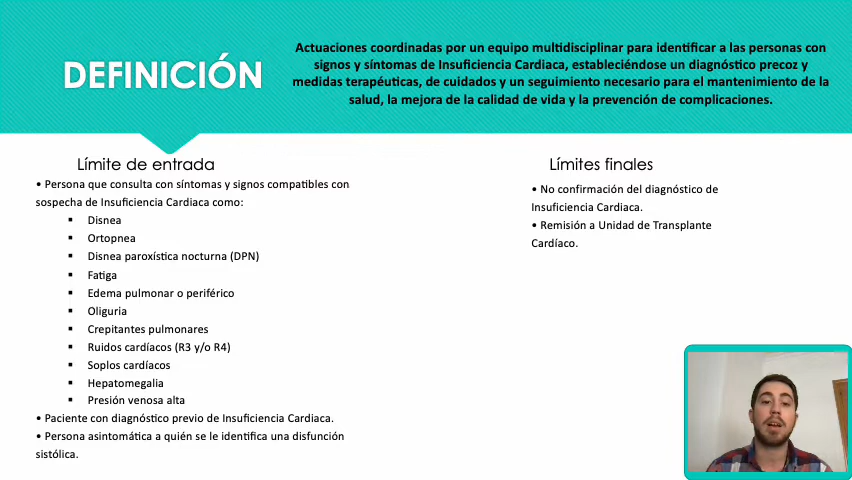 DEFINICIÓN
Actuaciones coordinadas por un equipo multidisciplinar para identificar a las personas con
signos y síntomas de Insuficiencia Cardiaca, estableciéndose un diagnóstico precoz y
medidas terapéuticas, de cuidados y un seguimiento necesario para el mantenimiento de la
salud, la mejora de la calidad de vida y la prevención de complicaciones.
Límite de entrada
• Persona que consulta con síntomas y signos compatibles con
sospecha de Insuficiencia Cardiaca como:
▪ Disnea
▪ Ortopnea
▪ Disnea paroxística nocturna (DPN)
▪ Fatiga
▪ Edema pulmonar o periférico
▪ Oliguria
▪ Crepitantes pulmonares
▪ Ruidos cardíacos (R3 y/o R4)
▪ Soplos cardíacos
▪ Hepatomegalia
▪ Presión venosa alta
• Paciente con diagnóstico previo de Insuficiencia Cardiaca.
• Persona asintomática a quién se le identifica una disfunción
sistólica.
Límites finales
• No confirmación del diagnóstico de
Insuficiencia Cardiaca.
• Remisión a Unidad de Transplante
Cardíaco.